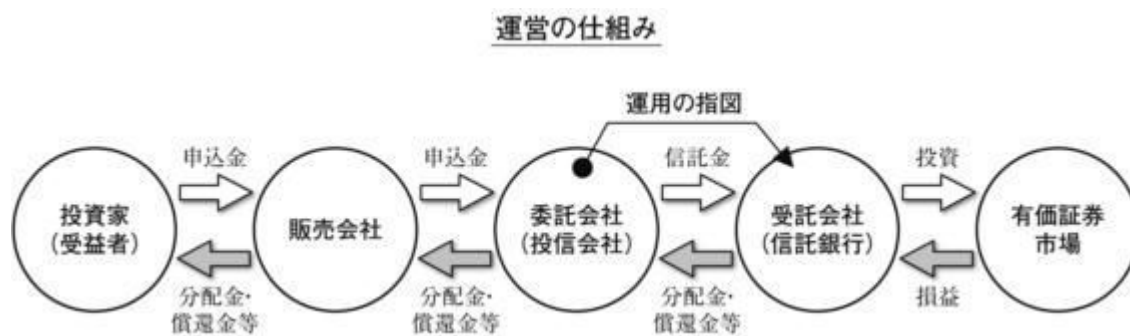 運営の仕組み
運用の指図
申込金
申込金
信託金
投資
投資家
（受益者）
販売会社
委託会社
（投信会社）
受託会社
（信託銀行）
有価証券
市場
分配金・
償還金等
分配金・
償還金等
分配金・
償還金等
損益